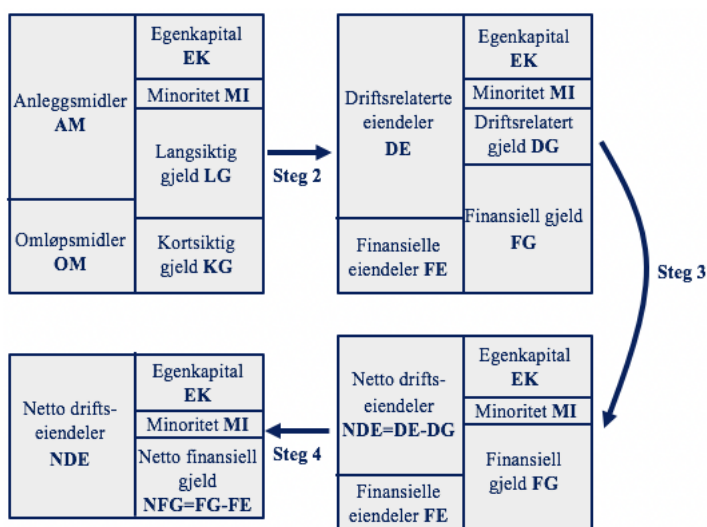 Anleggsmidler
AM
Omløpsmidler
OM
Egenkapital
EK
Minoritet MI
Langsiktig
gjeld LG
Kortsiktig
gjeld KG
Steg 2
Driftsrelaterte
eiendeler
DE
Finansielle
eiendeler FE
Egenkapital
EK
Minoritet MI
Driftsrelatert
gjeld DG
Finansiell gjeld
FG
Steg 3
Netto drifts-
eiendeler
NDE=DE-DG
Finansielle
eiendeler FE
Egenkapital
EK
Minoritet MI
Finansiell
gjeld FG
Steg 4
Netto drifts-
eiendeler
NDE
Egenkapital
EK
Minoritet MI
Netto finansiell
gjeld
NFG=FG-FE